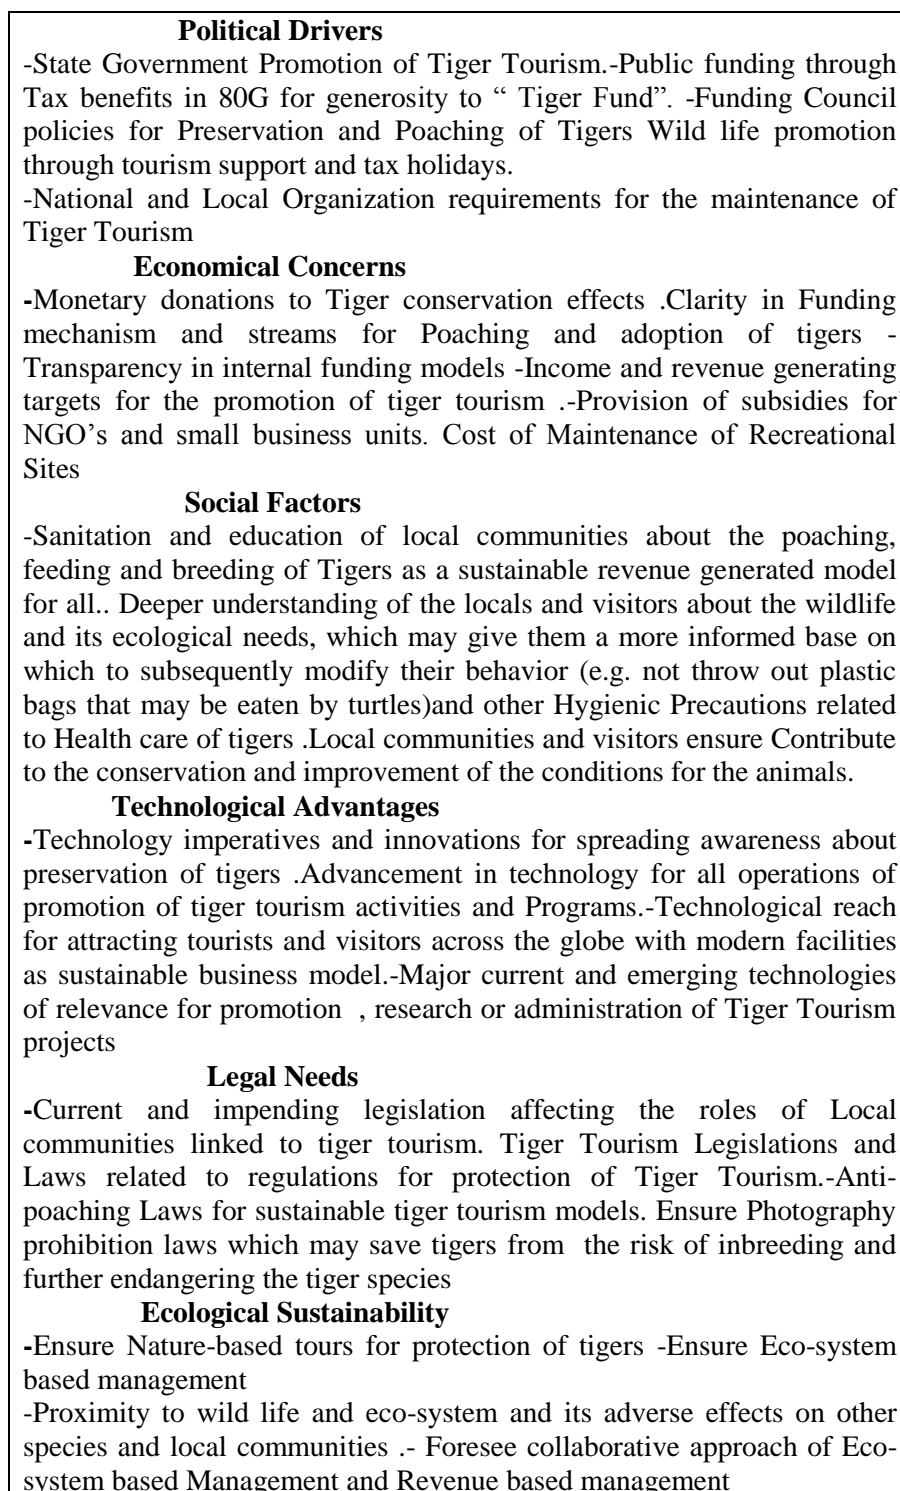 Political Drivers
-State Government Promotion of Tiger Tourism.-Public funding through
Tax benefits in 80G for generosity to “ Tiger Fund”. -Funding Council
policies for Preservation and Poaching of Tigers Wild life promotion
through tourism support and tax holidays.
-National and Local Organization requirements for the maintenance of
Tiger Tourism
Economical Concerns
-Monetary donations to Tiger conservation effects .Clarity in Funding
mechanism and streams for Poaching and adoption of tigers -
Transparency in internal funding models -Income and revenue generating
targets for the promotion of tiger tourism .-Provision of subsidies for
NGO’s and small business units. Cost of Maintenance of Recreational
Sites
Social Factors
-Sanitation and education of local communities about the poaching,
feeding and breeding of Tigers as a sustainable revenue generated model
for all.. Deeper understanding of the locals and visitors about the wildlife
and its ecological needs, which may give them a more informed base on
which to subsequently modify their behavior (e.g. not throw out plastic
bags that may be eaten by turtles)and other Hygienic Precautions related
to Health care of tigers .Local communities and visitors ensure Contribute
to the conservation and improvement of the conditions for the animals.
Technological Advantages
-Technology imperatives and innovations for spreading awareness about
preservation of tigers .Advancement in technology for all operations of
promotion of tiger tourism activities and Programs.-Technological reach
for attracting tourists and visitors across the globe with modern facilities
as sustainable business model.-Major current and emerging technologies
of relevance for promotion , research or administration of Tiger Tourism
projects
Legal Needs
-Current and impending legislation affecting the roles of Local
communities linked to tiger tourism. Tiger Tourism Legislations and
Laws related to regulations for protection of Tiger Tourism.-Anti-
poaching Laws for sustainable tiger tourism models. Ensure Photography
prohibition laws which may save tigers from the risk of inbreeding and
further endangering the tiger species
Ecological Sustainability
-Ensure Nature-based tours for protection of tigers -Ensure Eco-system
based management
-Proximity to wild life and eco-system and its adverse effects on other
species and local communities .- Foresee collaborative approach of Eco-
system based Management and Revenue based management